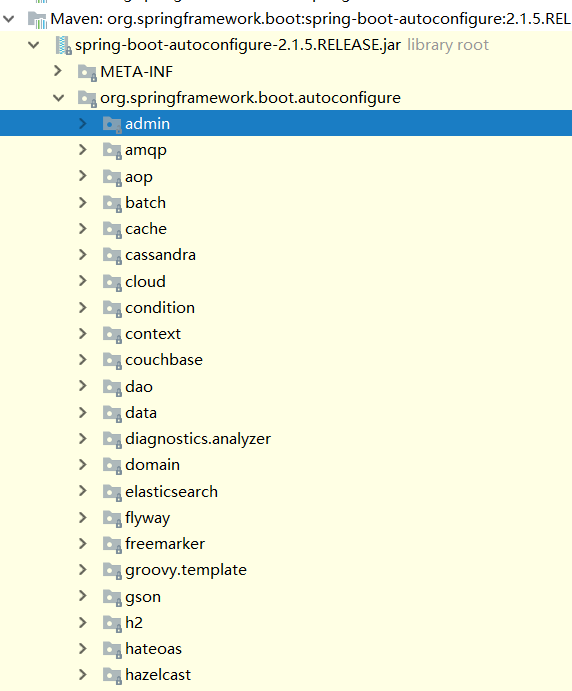 Maven: org.springframework.boot:spring-boot-autoconfigure:2.1.5.REL
spring-boot-autoconfigure-2.1.5.RELEASE.jar library root
META-INF
org.springframework.boot.autoconfigure
admin
amqp
aop
batch
cache
cassandra
cloud
condition
context
couchbase
dao
data
diagnostics.analyzer
domain
elasticsearch
flyway
freemarker
groovy.template
gson
h2
hateoas
hazelcast